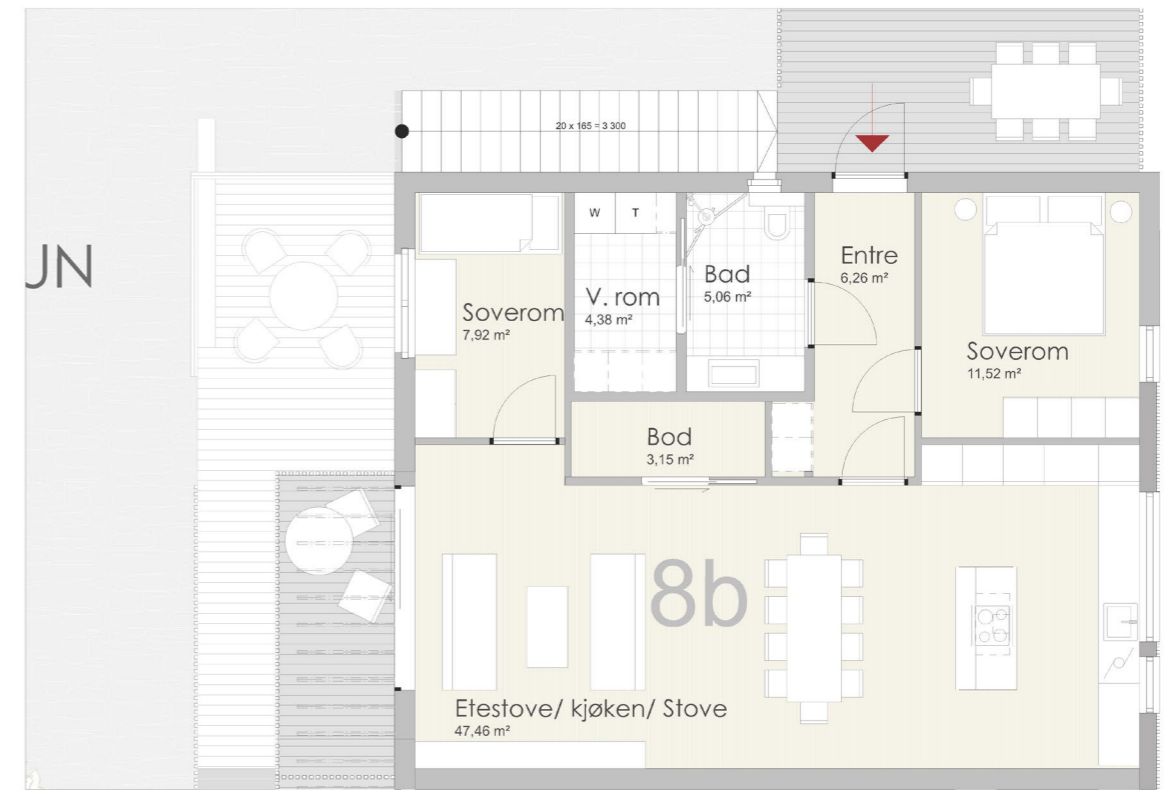 20 x 165 = 3 300
UN
W T
Soverom
7,92 m²
V. rom
4,38 m²
Bad
5,06 m²
Entre
6,26 m²
Soverom
11,52 m²
Bod
3,15 m²
8b
Etestove/ kjøken/ Stove
47,46 m²